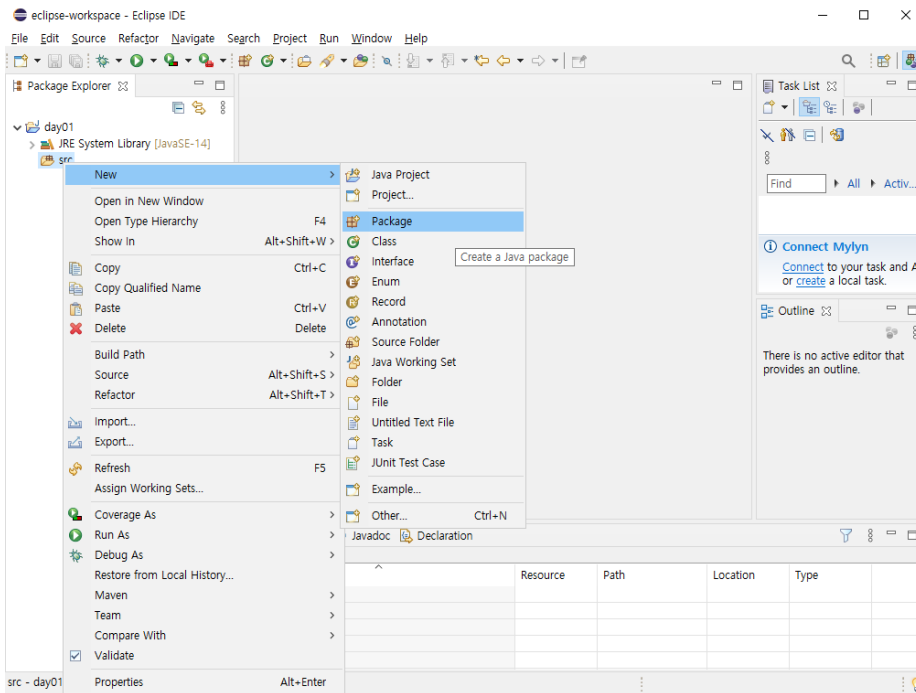 eclipse-workspace - Eclipse IDE
File Edit Source Refactor Navigate Search Project Run Window Help
Package Explorer
day01
JRE System Library [JavaSE-14]
src
New
Open in New Window
Open Type Hierarchy F4
Show In Alt+Shift+W >
Copy Ctrl+C
Copy Qualified Name
Paste Ctrl+V
Delete Delete
Build Path >
Source Alt+Shift+S >
Refactor Alt+Shift+T >
Import...
Export...
Refresh F5
Assign Working Sets...
Coverage As >
Run As >
Debug As >
Restore from Local History...
Maven >
Team >
Compare With >
Validate
Properties Alt+Enter
Java Project
Project...
Package
Class
Interface
Enum
Record
Annotation
Source Folder
Java Working Set
Folder
File
Untitled Text File
Task
JUnit Test Case
Example...
Other... Ctrl+N
Create a Java package
Task List
Find All Activ...
Connect Mylyn
Connect to your task and A
or create a local task.
Outline
There is no active editor that
provides an outline.
Javadoc Declaration
Resource Path Location Type
src - day01